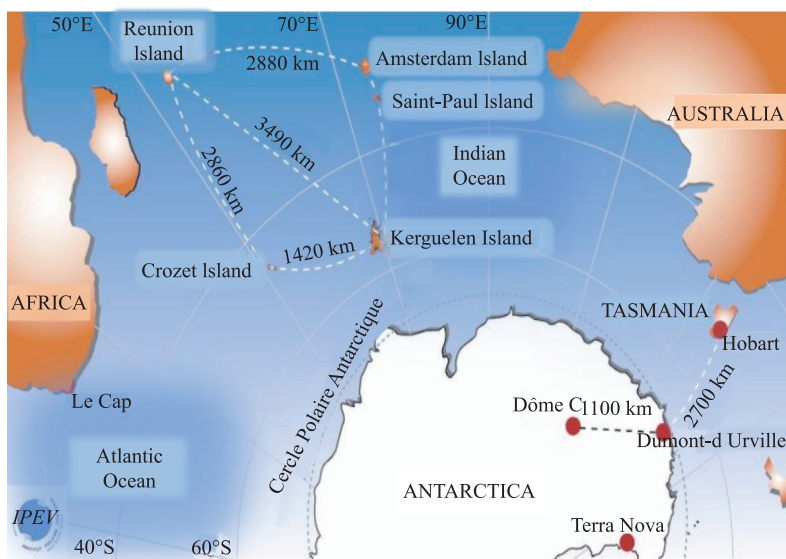 50°E
70°E
90°E
Reunion
Island
2880 km
Amsterdam Island
Saint-Paul Island
AUSTRALIA
3490 km
2860 km
Indian
Ocean
Kerguelen Island
1420 km
Crozet Island
AFRICA
TASMANIA
Hobart
Cercle Polaire Antarctique
2700 km
Le Cap
Dôme C
1100 km
Dumont-d Urville
Atlantic
Ocean
ANTARCTICA
IPEV
Terra Nova
40°S
60°S